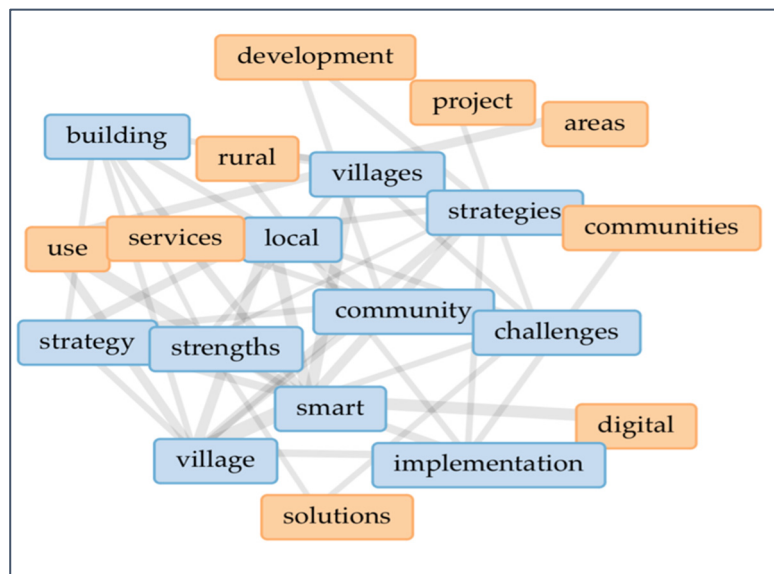 development
project
areas
building
rural
villages
strategies
communities
use
services
local
community
challenges
strategy
strengths
smart
digital
village
implementation
solutions